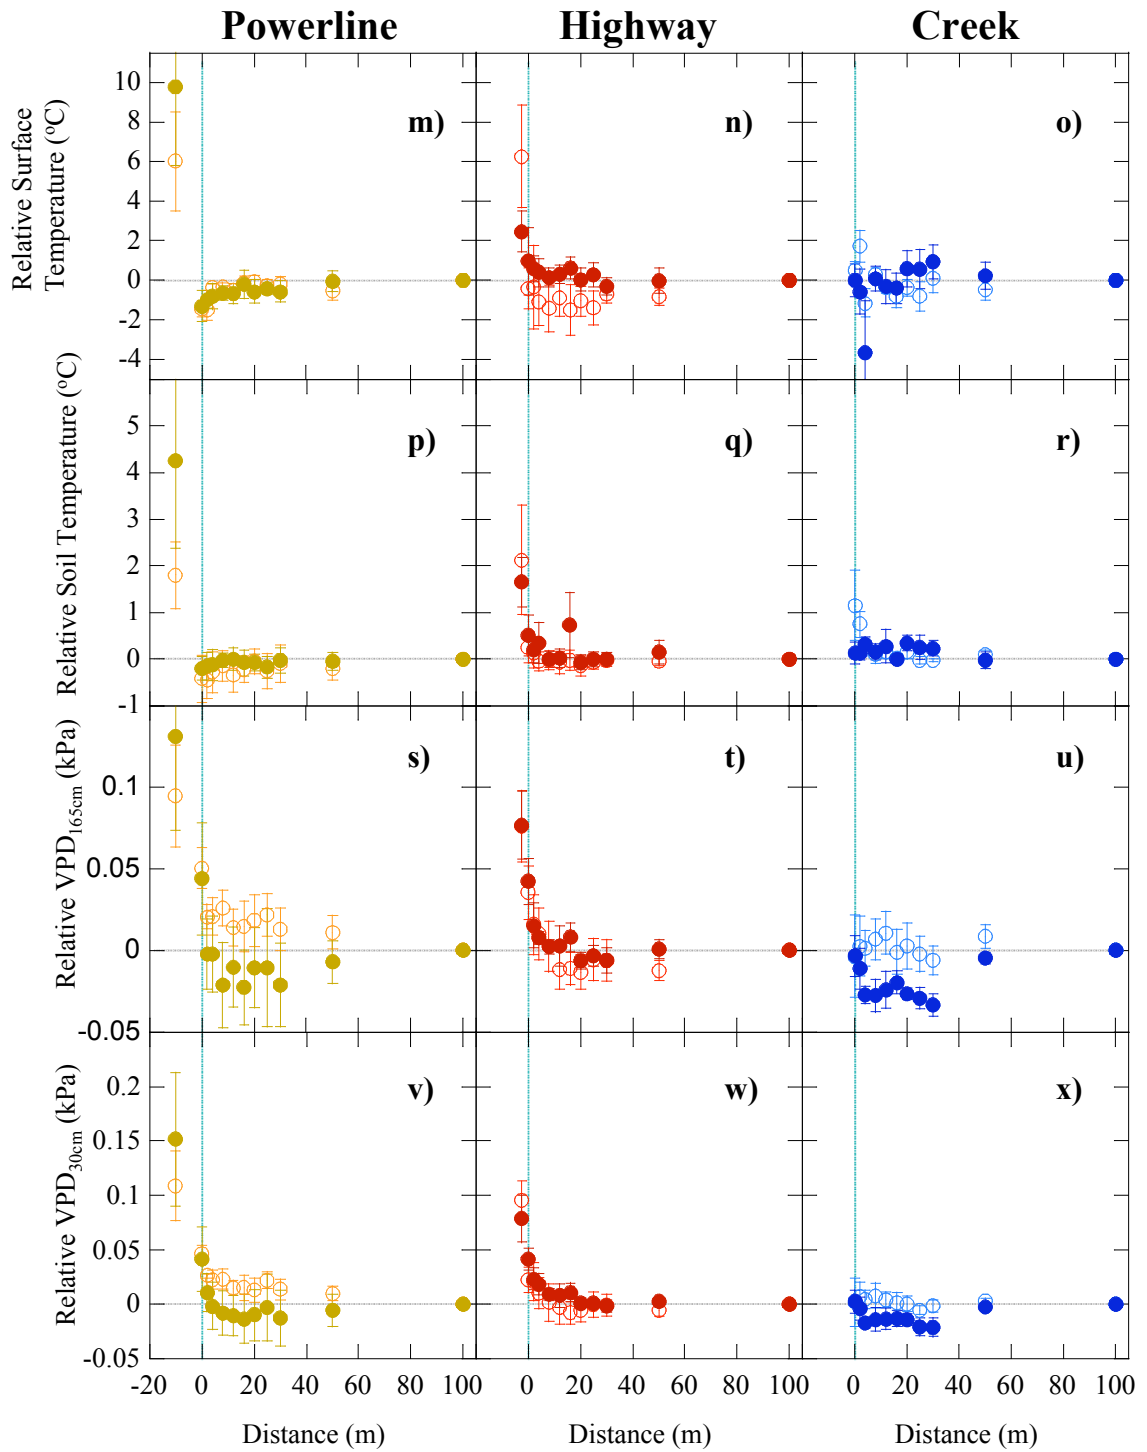 Powerline Highway Creek
Relative Surface
Temperature (ºC)
10
8
6
4
2
0
-2
-4
m) n) o)
Relative Soil Temperature (ºC)
5
4
3
2
1
0
-1
p) q) r)
Relative VPD165cm (kPa)
0.1
0.05
0
-0.05
s) t) u)
Relative VPD30cm (kPa)
0.2
0.15
0.1
0.05
0
-0.05
v) w) x)
-20 0 20 40 60 80 100 0 20 40 60 80 100 0 20 40 60 80 100
Distance (m) Distance (m) Distance (m)